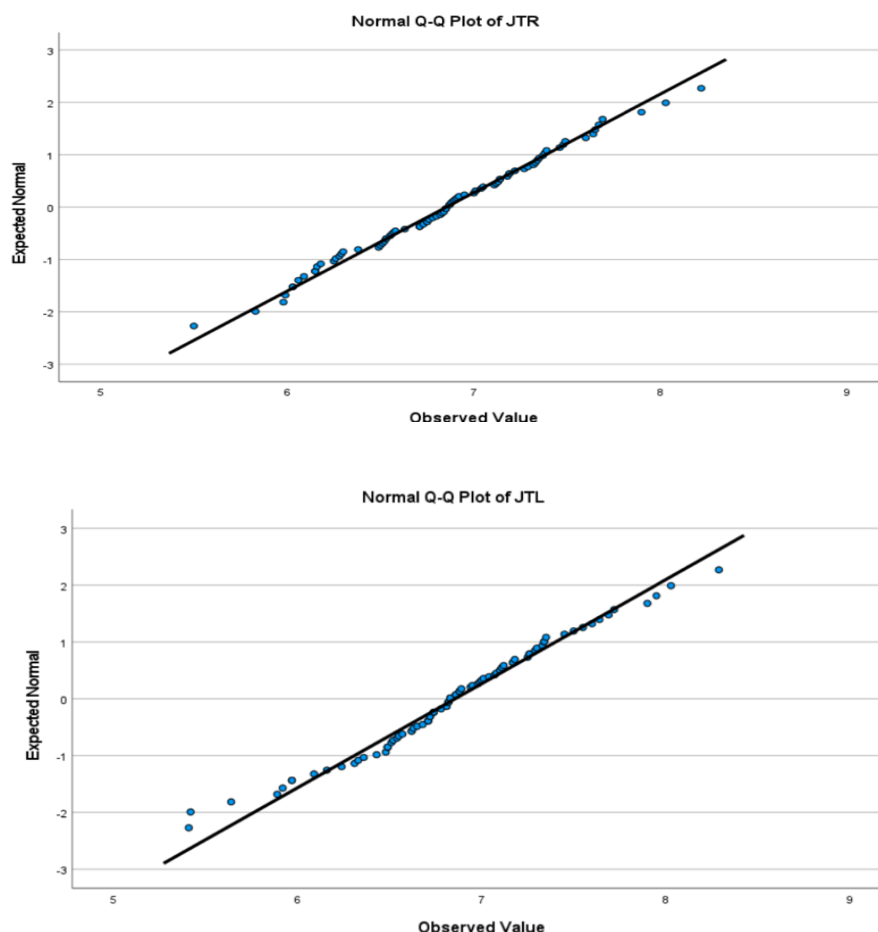 Normal Q-Q Plot of JTR
3
2
1
0
-1
-2
-3
Expected Normal
5 6 7 8 9
Observed Value
Normal Q-Q Plot of JTL
3
2
1
0
-1
-2
-3
Expected Normal
5 6 7 8 9
Observed Value